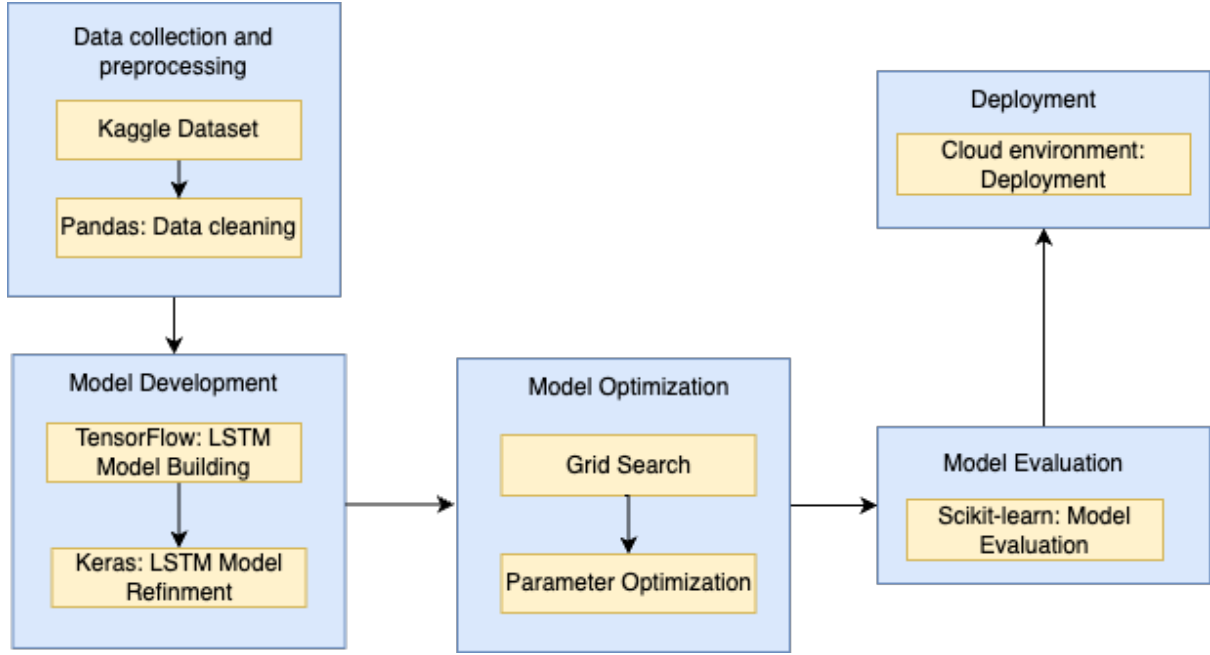 Data collection and
preprocessing
Kaggle Dataset
Pandas: Data cleaning
Model Development
TensorFlow: LSTM
Model Building
Keras: LSTM Model
Refinment
Model Optimization
Grid Search
Parameter Optimization
Model Evaluation
Scikit-learn: Model
Evaluation
Deployment
Cloud environment:
Deployment